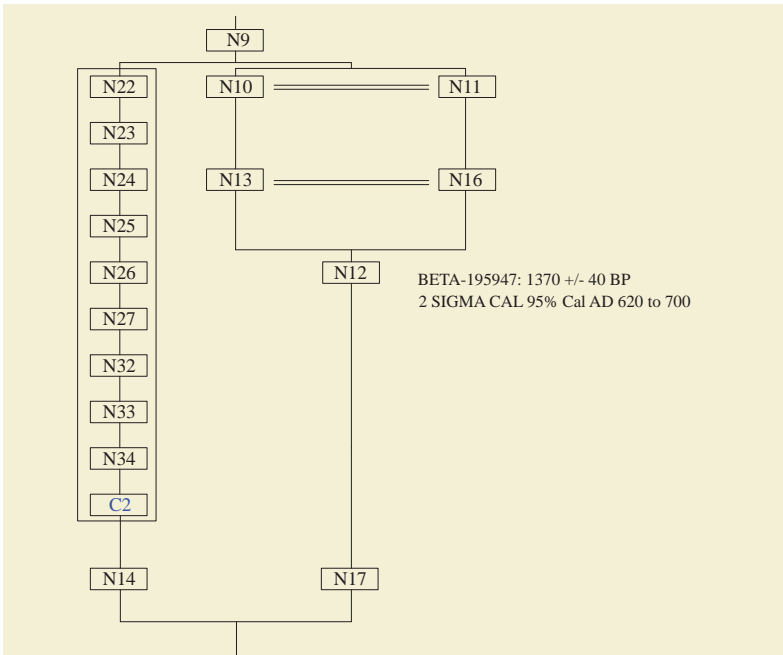 N9
N22 N10 N11
N23
N24 N13 N16
N25
N26 N12 BETA-195947: 1370 +/- 40 BP
2 SIGMA CAL 95% Cal AD 620 to 700
N27
N32
N33
N34
C2
N14 N17